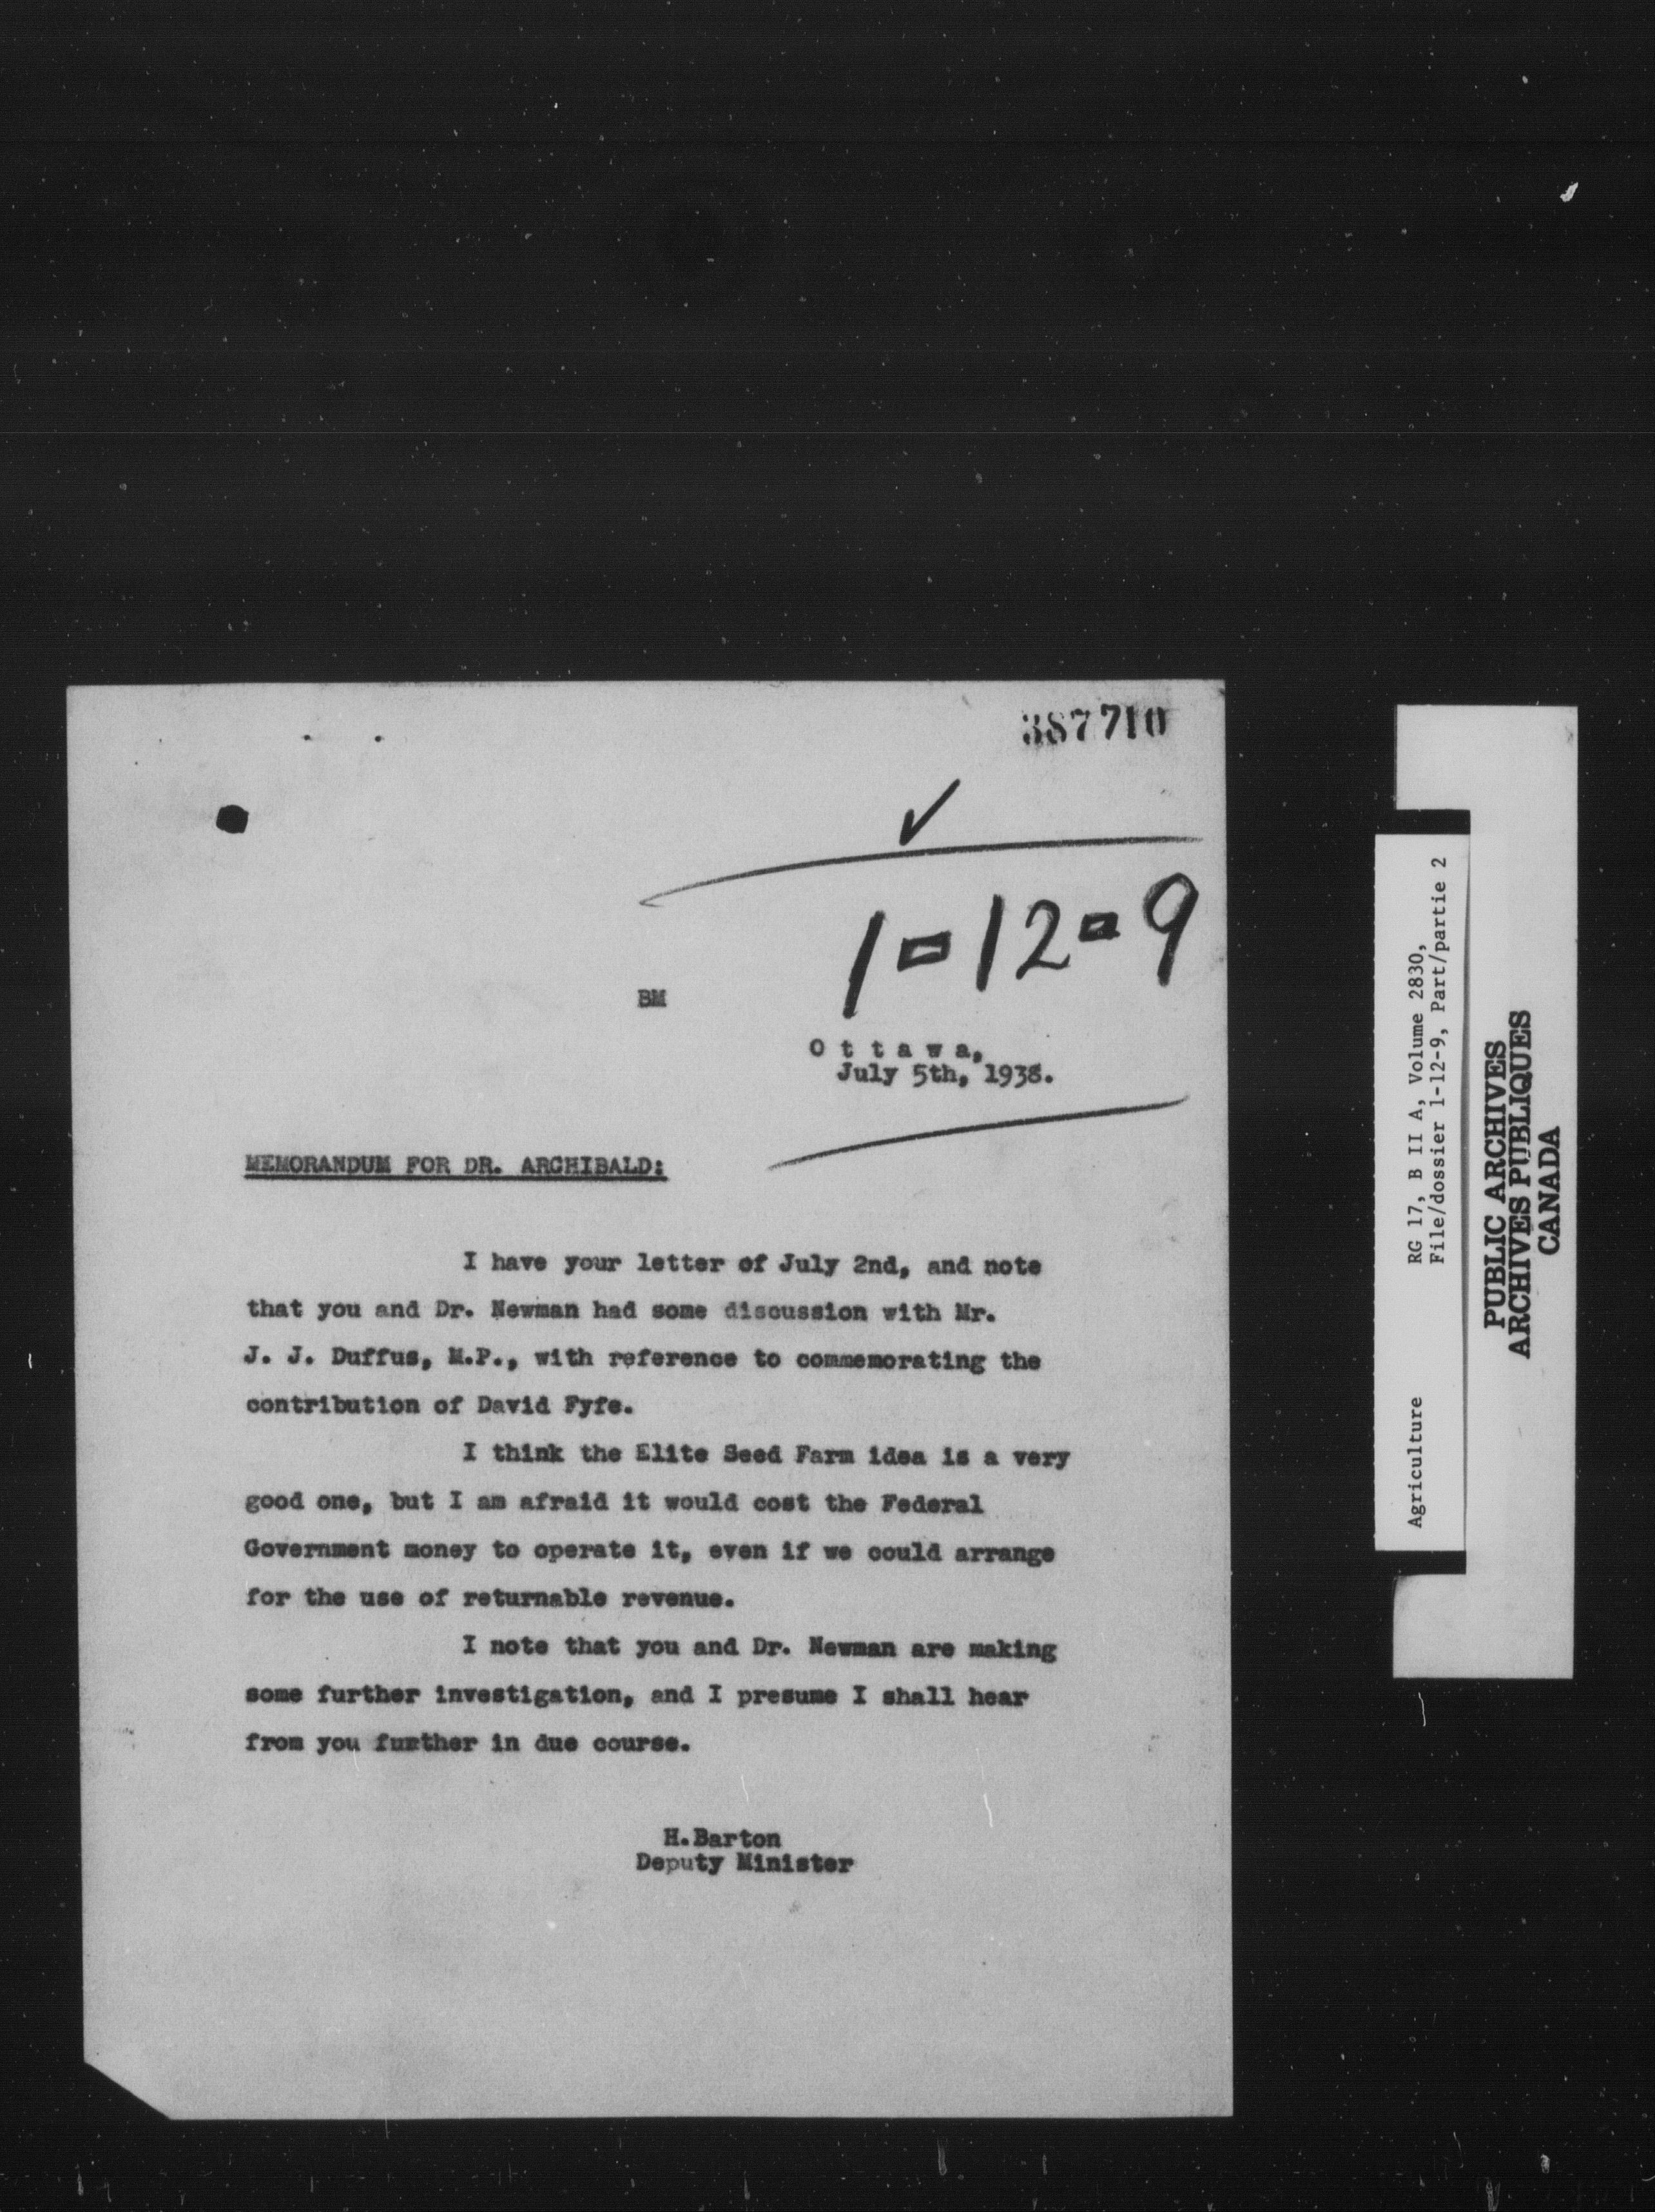 387710
✓
1-12-9
BM
Ottawa,
July 5th, 1938.
MEMORANDUM FOR DR. ARCHIBALD:
I have your letter of July 2nd, and note
that you and Dr. Newman had some discussion with Mr.
J. J. Duffus, M.P., with reference to commemorating the
contribution of David Fyfe.
I think the Elite Seed Farm idea is a very
good one, but I am afraid it would cost the Federal
Government money to operate it, even if we could arrange
for the use of returnable revenue.
I note that you and Dr. Newman are making
some further investigation, and I presume I shall hear
from you further in due course.
H.Barton
Deputy Minister
Agriculture RG 17, B II A, Volume 2830,
File/dossier 1-12-9, Part/partie 2
PUBLIC ARCHIVES
ARCHIVES PUBLIQUES
CANADA